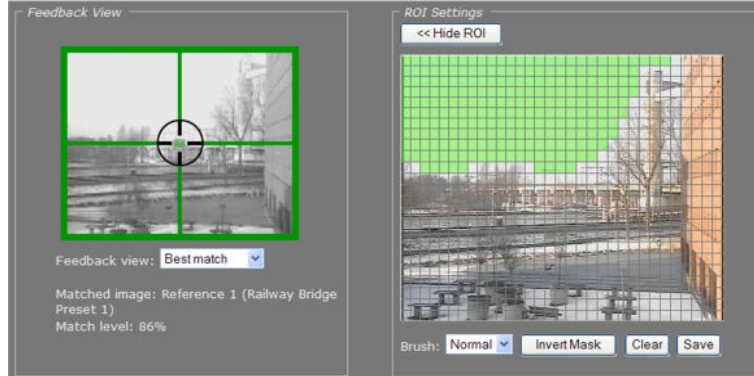 Feedback View
Feedback view: Best match
Matched image: Reference 1 (Railway Bridge
Preset 1)
Match level: 86%
ROI Settings
<< Hide ROI
Brush: Normal Invert Mask Clear Save